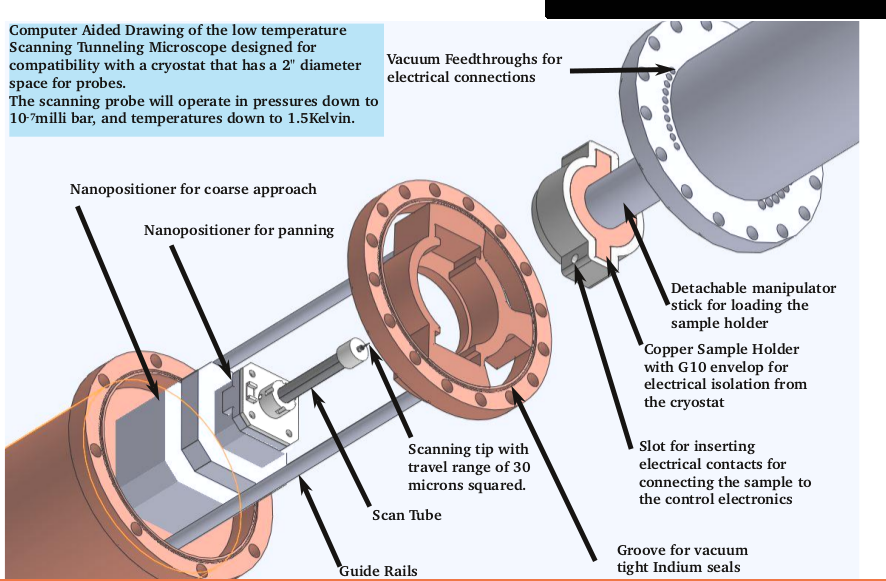 Computer Aided Drawing of the low temperature
Scanning Tunneling Microscope designed for
compatibility with a cryostat that has a 2" diameter
space for probes.
The scanning probe will operate in pressures down to
10-7milli bar, and temperatures down to 1.5Kelvin.
Vacuum Feedthroughs for
electrical connections
Nanopositioner for coarse approach
Nanopositioner for panning
Detachable manipulator
stick for loading the
sample holder
Copper Sample Holder
with G10 envelop for
electrical isolation from
the cryostat
Scanning tip with
travel range of 30
microns squared.
Slot for inserting
electrical contacts for
connecting the sample to
the control electronics
Scan Tube
Groove for vacuum
tight Indium seals
Guide Rails